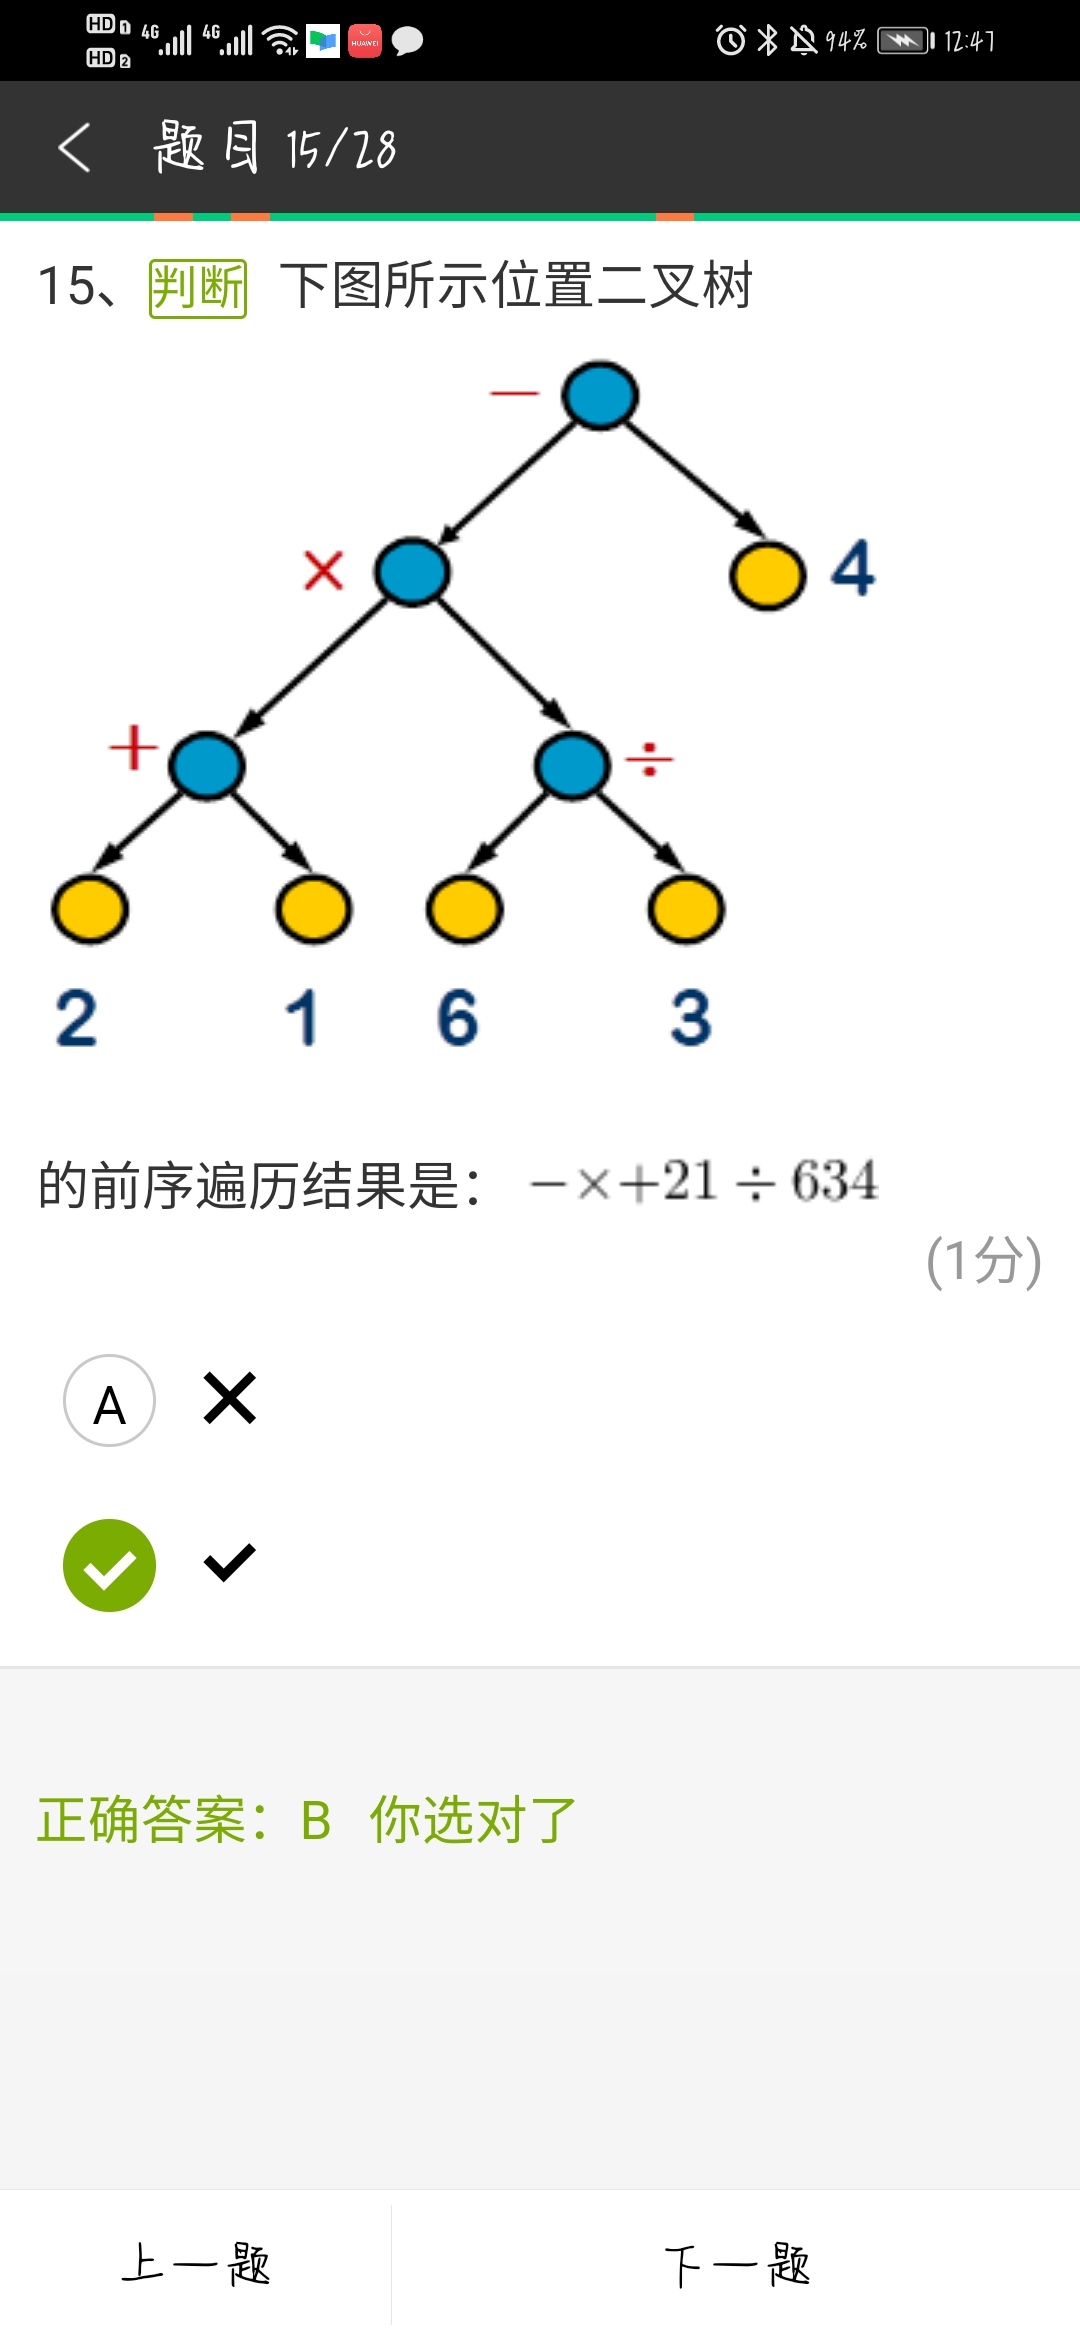 HD 1 4G 4G HUAWEI 94% 12:47
HD 2
题目 15/28
15、判断 下图所示位置二叉树
−
× 4
+ ÷
2 1 6 3
的前序遍历结果是： −×+21÷634
(1分)
A ×
✓
正确答案：B 你选对了
上一题 下一题